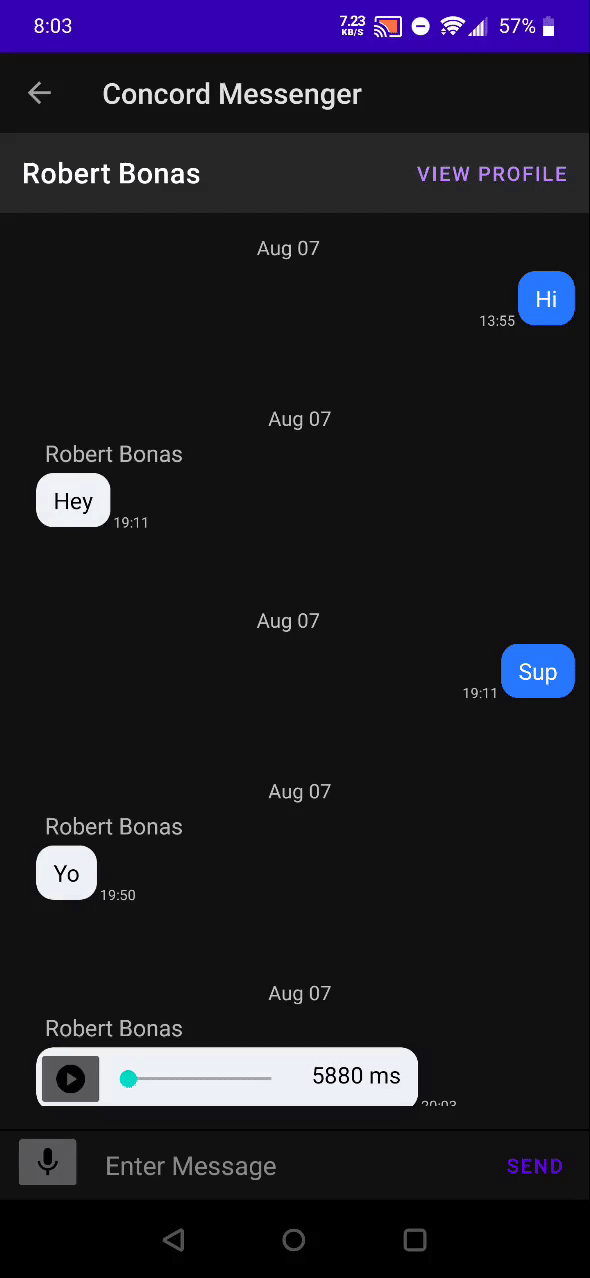 8:03 7.23 KB/S 57%
Concord Messenger
Robert Bonas VIEW PROFILE
Aug 07
Hi
13:55
Aug 07
Robert Bonas
Hey
19:11
Aug 07
Sup
19:11
Aug 07
Robert Bonas
Yo
19:50
Aug 07
Robert Bonas
5880 ms
20:03
Enter Message SEND